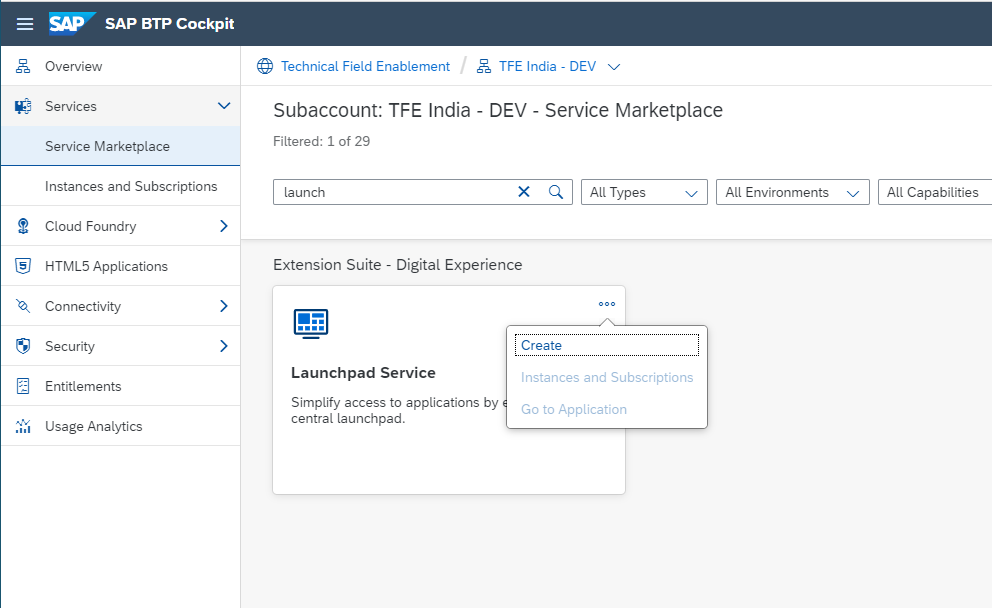 SAP SAP BTP Cockpit
Overview
Services
Service Marketplace
Instances and Subscriptions
Cloud Foundry
HTML5 Applications
Connectivity
Security
Entitlements
Usage Analytics
Technical Field Enablement / TFE India - DEV
Subaccount: TFE India - DEV - Service Marketplace
Filtered: 1 of 29
launch All Types All Environments All Capabilities
Extension Suite - Digital Experience
Launchpad Service
Simplify access to applications by
central launchpad.
Create
Instances and Subscriptions
Go to Application